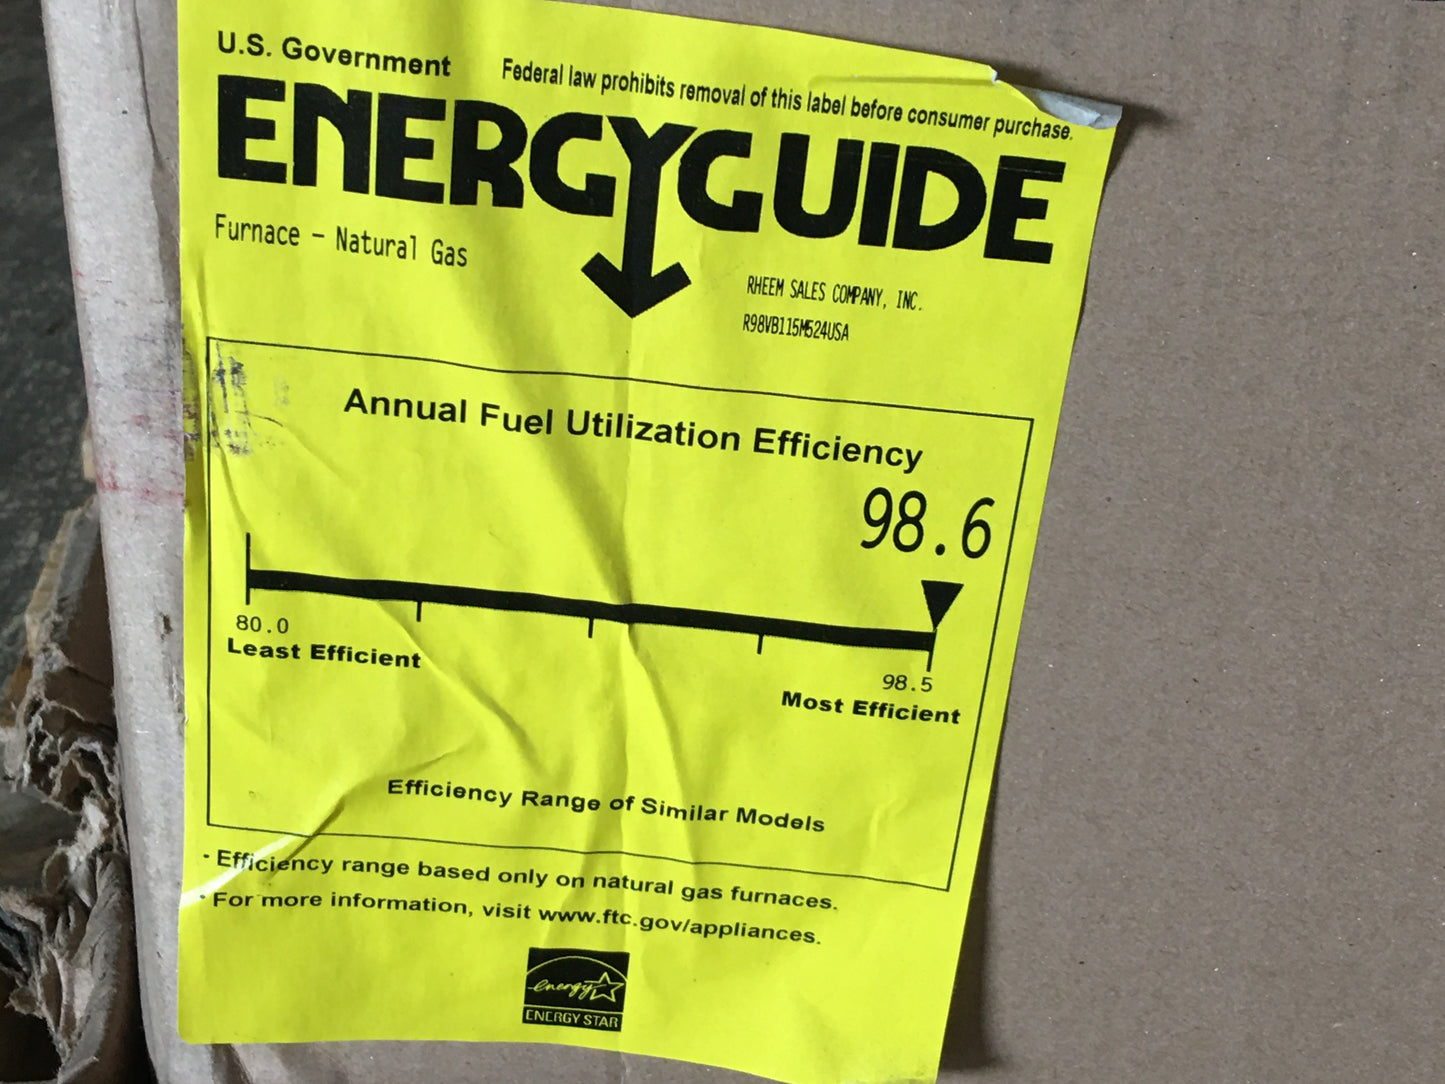 U.S. Government
Federal law prohibits removal of this label before consumer purchase.
ENERGYGUIDE
Furnace - Natural Gas
RHEEM SALES COMPANY, INC.
R98VB115M524USA
Annual Fuel Utilization Efficiency
98.6
80.0
Least Efficient
98.5
Most Efficient
Efficiency Range of Similar Models
· Efficiency range based only on natural gas furnaces.
· For more information, visit www.ftc.gov/appliances.
energy
ENERGY STAR